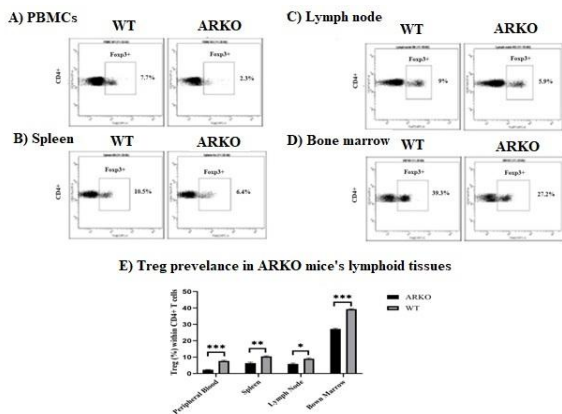 A) PBMCs
WT
ARKO
Foxp3+
7.7%
Foxp3+
2.3%
CD4+
B) Spleen
WT
ARKO
Foxp3+
10.5%
Foxp3+
6.4%
CD4+
C) Lymph node
WT
ARKO
Foxp3+
9%
Foxp3+
5.9%
CD4+
D) Bone marrow
WT
ARKO
Foxp3+
39.3%
Foxp3+
27.2%
CD4+
E) Treg prevelance in ARKO mice's lymphoid tissues
Treg (%) within CD4+ T cells
50
40
30
20
10
0
***
**
*
***
ARKO
WT
Peripheral Blood
Spleen
Lymph Node
Bown Marrow